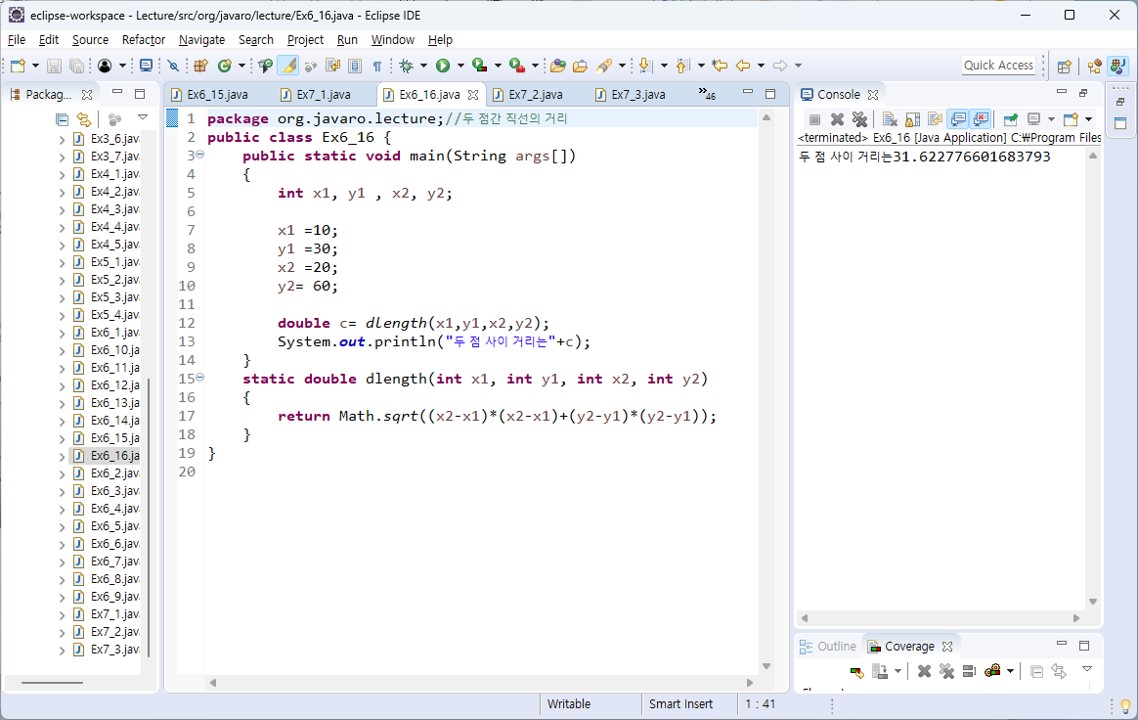 eclipse-workspace - Lecture/src/org/javaro/lecture/Ex6_16.java - Eclipse IDE
File Edit Source Refactor Navigate Search Project Run Window Help
Quick Access
Packag...
Ex3_6.jav
Ex3_7.jav
Ex4_1.jav
Ex4_2.jav
Ex4_3.jav
Ex4_4.jav
Ex4_5.jav
Ex5_1.jav
Ex5_2.jav
Ex5_3.jav
Ex5_4.jav
Ex6_1.jav
Ex6_10.ja
Ex6_11.ja
Ex6_12.ja
Ex6_13.ja
Ex6_14.ja
Ex6_15.ja
Ex6_16.ja
Ex6_2.jav
Ex6_3.jav
Ex6_4.jav
Ex6_5.jav
Ex6_6.jav
Ex6_7.jav
Ex6_8.jav
Ex6_9.jav
Ex7_1.jav
Ex7_2.jav
Ex7_3.jav
Ex6_15.java Ex7_1.java Ex6_16.java Ex7_2.java Ex7_3.java »46
1 package org.javaro.lecture;//두 점간 직선의 거리
2 public class Ex6_16 {
3 public static void main(String args[])
4 {
5 int x1, y1 , x2, y2;
6
7 x1 =10;
8 y1 =30;
9 x2 =20;
10 y2= 60;
11
12 double c= dlength(x1,y1,x2,y2);
13 System.out.println("두 점 사이 거리는"+c);
14 }
15 static double dlength(int x1, int y1, int x2, int y2)
16 {
17 return Math.sqrt((x2-x1)*(x2-x1)+(y2-y1)*(y2-y1));
18 }
19 }
20
Console
<terminated> Ex6_16 [Java Application] C:₩Program Files
두 점 사이 거리는31.622776601683793
Outline Coverage
Writable Smart Insert 1 : 41